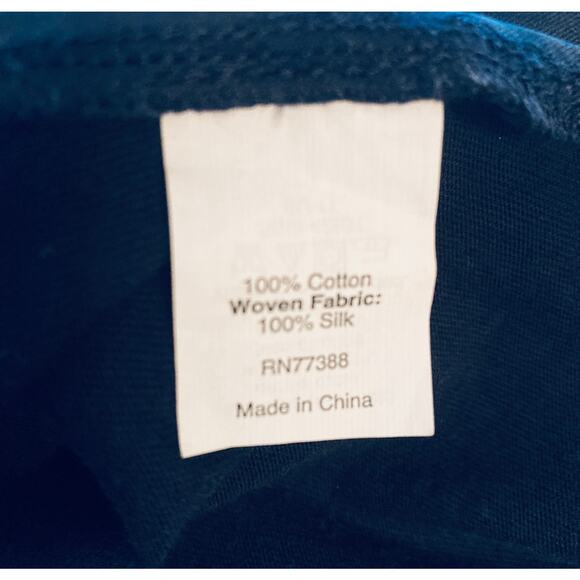 100% Cotton
Woven Fabric:
100% Silk
RN77388
Made in China